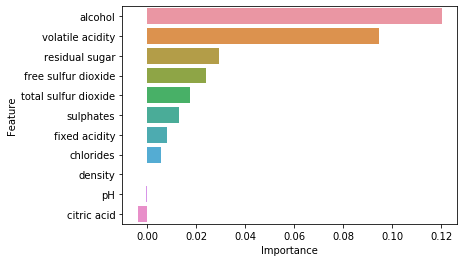 alcohol
volatile acidity
residual sugar
free sulfur dioxide
total sulfur dioxide
sulphates
fixed acidity
chlorides
density
pH
citric acid
Feature
0.00 0.02 0.04 0.06 0.08 0.10 0.12
Importance